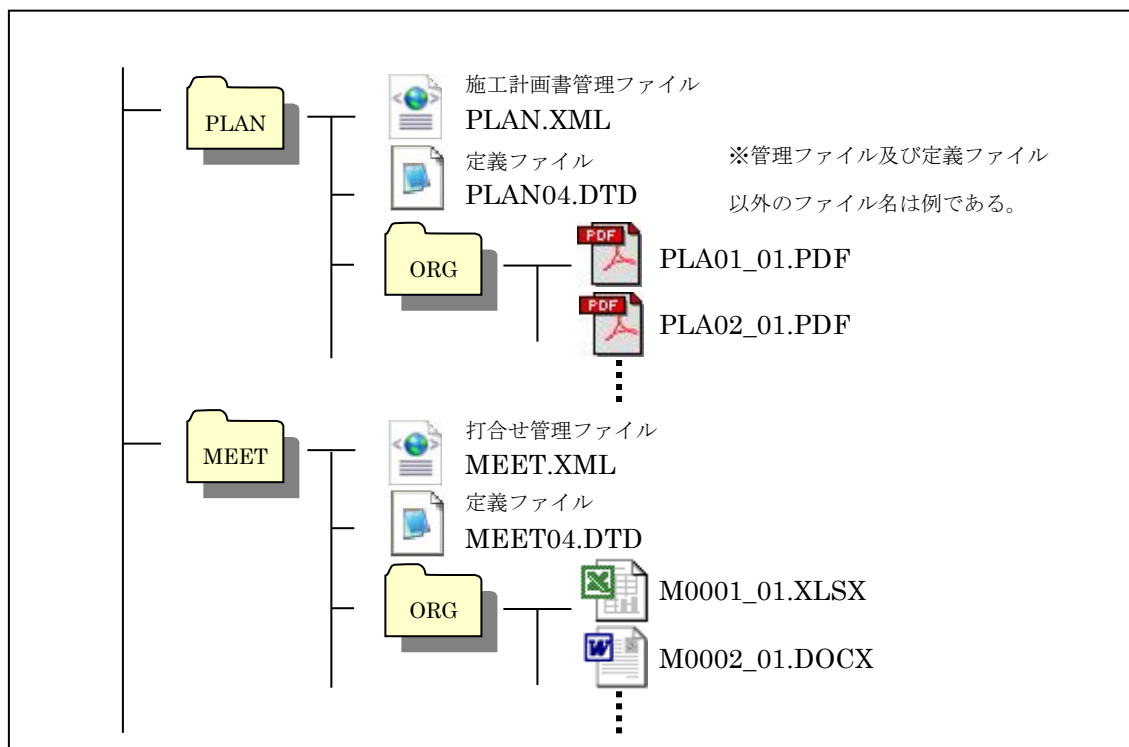 PLAN
施工計画書管理ファイル
PLAN.XML
定義ファイル
PLAN04.DTD
※管理ファイル及び定義ファイル
以外のファイル名は例である。
ORG
PDF
PLA01_01.PDF
PDF
PLA02_01.PDF
MEET
打合せ管理ファイル
MEET.XML
定義ファイル
MEET04.DTD
ORG
M0001_01.XLSX
M0002_01.DOCX